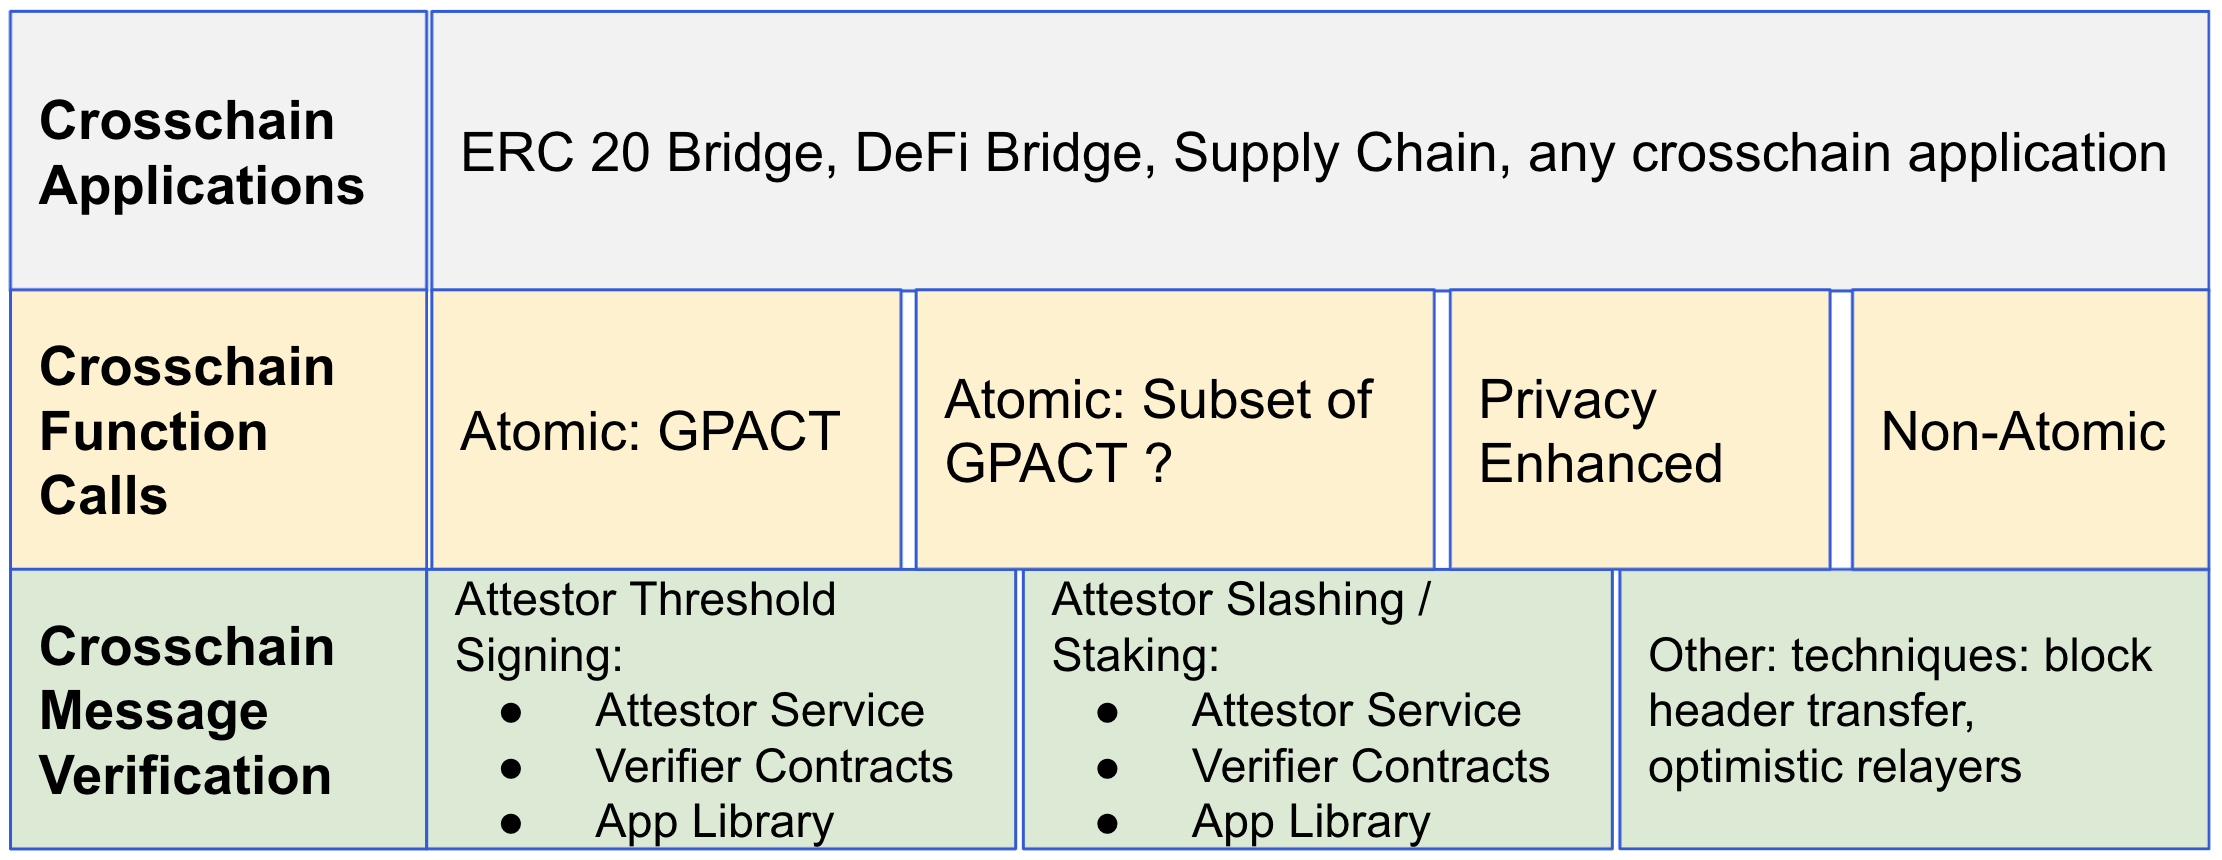 Crosschain
Applications
ERC 20 Bridge, DeFi Bridge, Supply Chain, any crosschain application
Crosschain
Function
Calls
Atomic: GPACT
Atomic: Subset of
GPACT ?
Privacy
Enhanced
Non-Atomic
Crosschain
Message
Verification
Attestor Threshold
Signing:
● Attestor Service
● Verifier Contracts
● App Library
Attestor Slashing /
Staking:
● Attestor Service
● Verifier Contracts
● App Library
Other: techniques: block
header transfer,
optimistic relayers